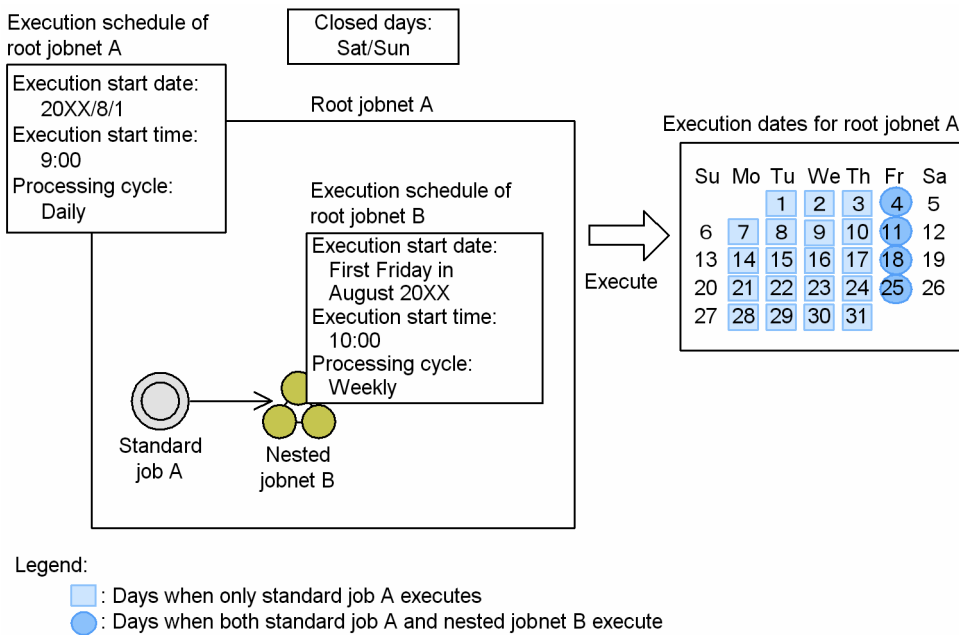 Execution schedule of
root jobnet A
Execution start date:
20XX/8/1
Execution start time:
9:00
Processing cycle:
Daily
Closed days:
Sat/Sun
Root jobnet A
Execution schedule of
root jobnet B
Execution start date:
First Friday in
August 20XX
Execution start time:
10:00
Processing cycle:
Weekly
Standard
job A
Nested
jobnet B
Execute
Execution dates for root jobnet A
Su Mo Tu We Th Fr Sa
1 2 3 4 5
6 7 8 9 10 11 12
13 14 15 16 17 18 19
20 21 22 23 24 25 26
27 28 29 30 31
Legend:
: Days when only standard job A executes
: Days when both standard job A and nested jobnet B execute